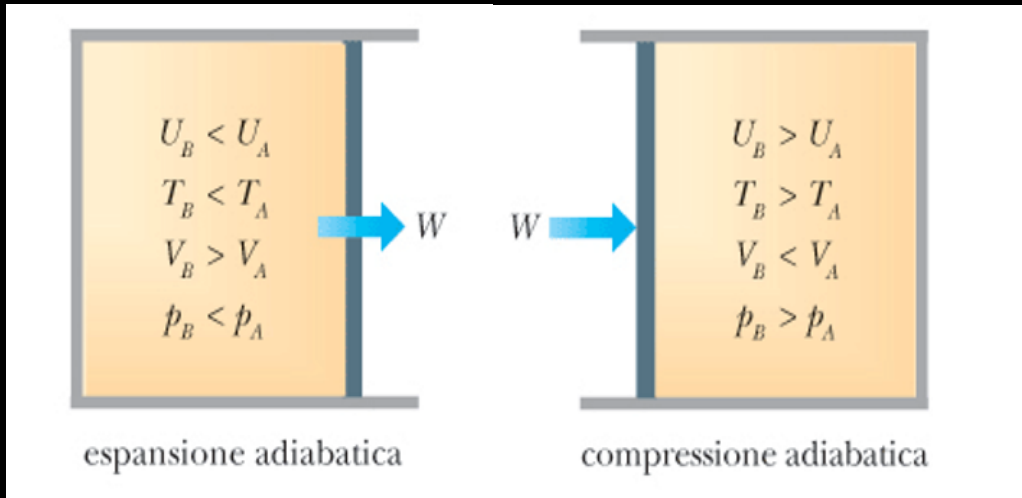 U_B < U_A
T_B < T_A
V_B > V_A
p_B < p_A
W
espansione adiabatica
W
U_B > U_A
T_B > T_A
V_B < V_A
p_B > p_A
compressione adiabatica